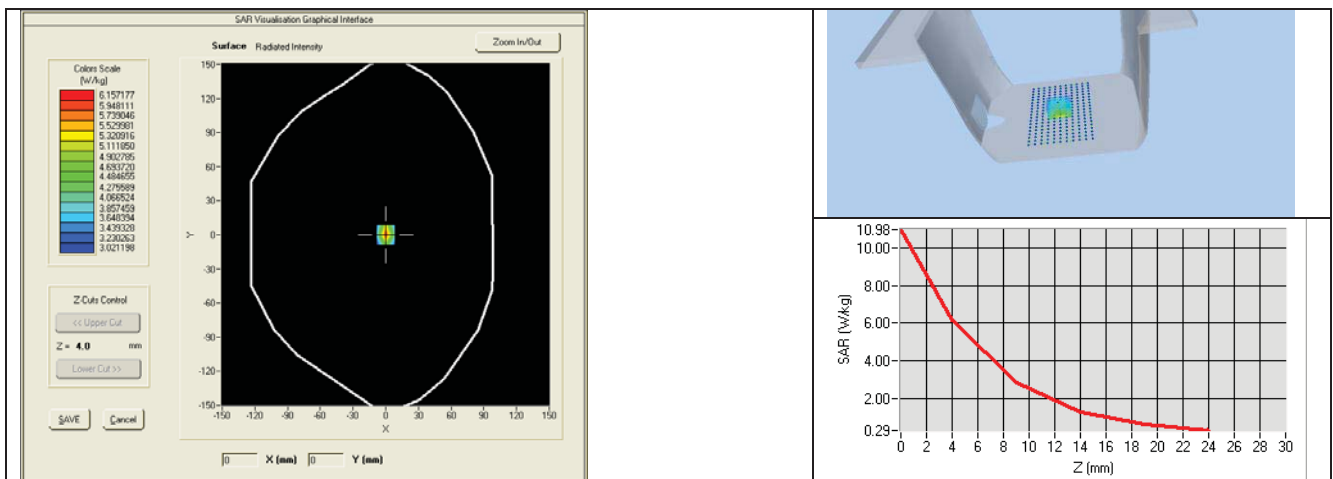 SAR Visualisation Graphical Interface
Surface Radiated Intensity
Zoom In/Out
Colors Scale
(W/kg)
6.157177
5.948111
5.739046
5.529981
5.320916
5.111850
4.902785
4.693720
4.484655
4.275589
4.066524
3.857459
3.648394
3.439328
3.230263
3.021198
Z-Cuts Control
<< Upper Cut
Z = 4.0 mm
Lower Cut >>
SAVE Cancel
150
120
90
60
30
0
-30
-60
-90
-120
-150
Y
-150 -120 -90 -60 -30 0 30 60 90 120 150
X
0 X (mm) 0 Y (mm)
10.98
10.00
8.00
6.00
4.00
2.00
0.29
SAR (W/kg)
0 2 4 6 8 10 12 14 16 18 20 22 24 26 28 30
Z (mm)